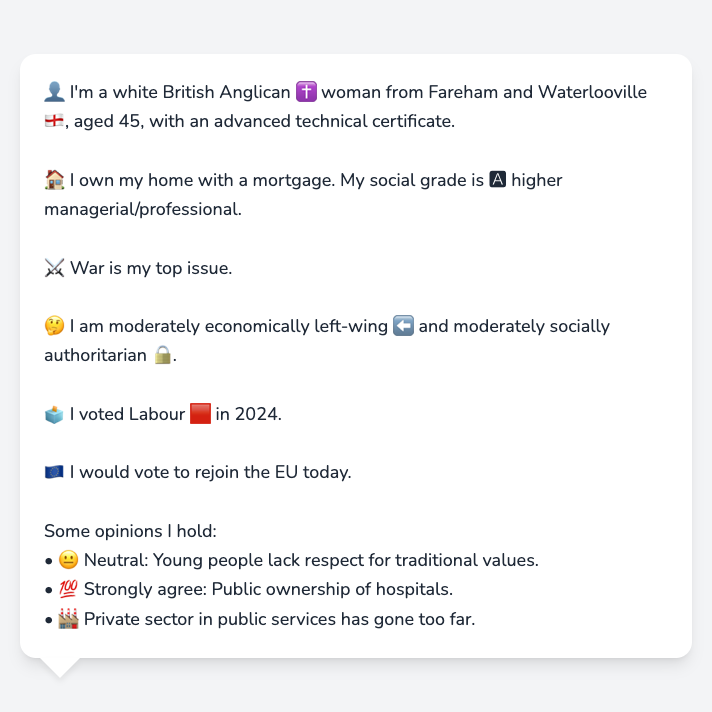 👤 I'm a white British Anglican ✝️ woman from Fareham and Waterlooville
🏴󠁧󠁢󠁥󠁮󠁧󠁿, aged 45, with an advanced technical certificate.
🏠 I own my home with a mortgage. My social grade is 🅰 higher
managerial/professional.
⚔️ War is my top issue.
🤔 I am moderately economically left-wing ⬅️ and moderately socially
authoritarian 🔒.
🗳️ I voted Labour 🟥 in 2024.
🇪🇺 I would vote to rejoin the EU today.
Some opinions I hold:
• 😐 Neutral: Young people lack respect for traditional values.
• 💯 Strongly agree: Public ownership of hospitals.
• 🏭 Private sector in public services has gone too far.